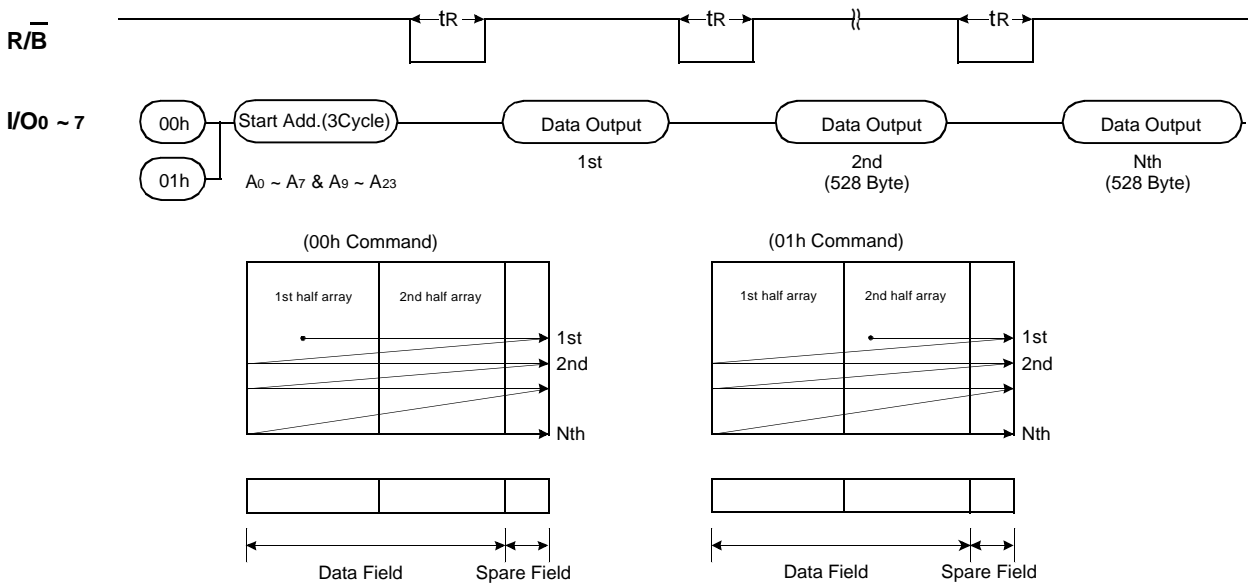 tR tR tR
R/B
I/O0 ~ 7 00h Start Add.(3Cycle) Data Output Data Output Data Output
1st 2nd Nth
01h A0 ~ A7 & A9 ~ A23 (528 Byte) (528 Byte)
(00h Command) (01h Command)
1st half array 2nd half array 1st half array 2nd half array
1st 1st
2nd 2nd
Nth Nth
Data Field Spare Field Data Field Spare Field